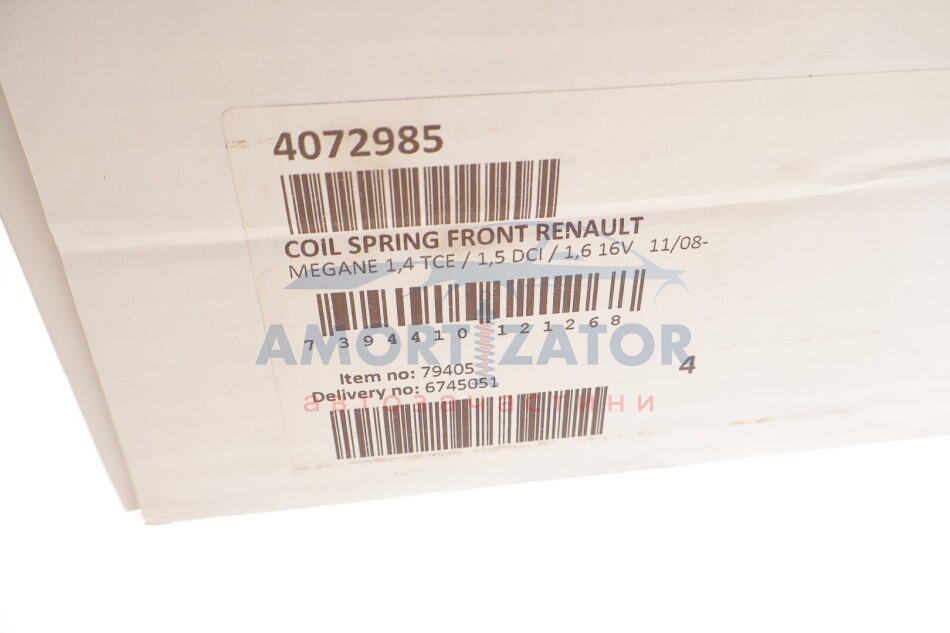 4072985
COIL SPRING FRONT RENAULT
MEGANE 1,4 TCE / 1,5 DCI / 1,6 16V 11/08-
7 394410 121268
AMORTIZATOR
Item no: 79405
4
Delivery no: 6745051
автозапчастини